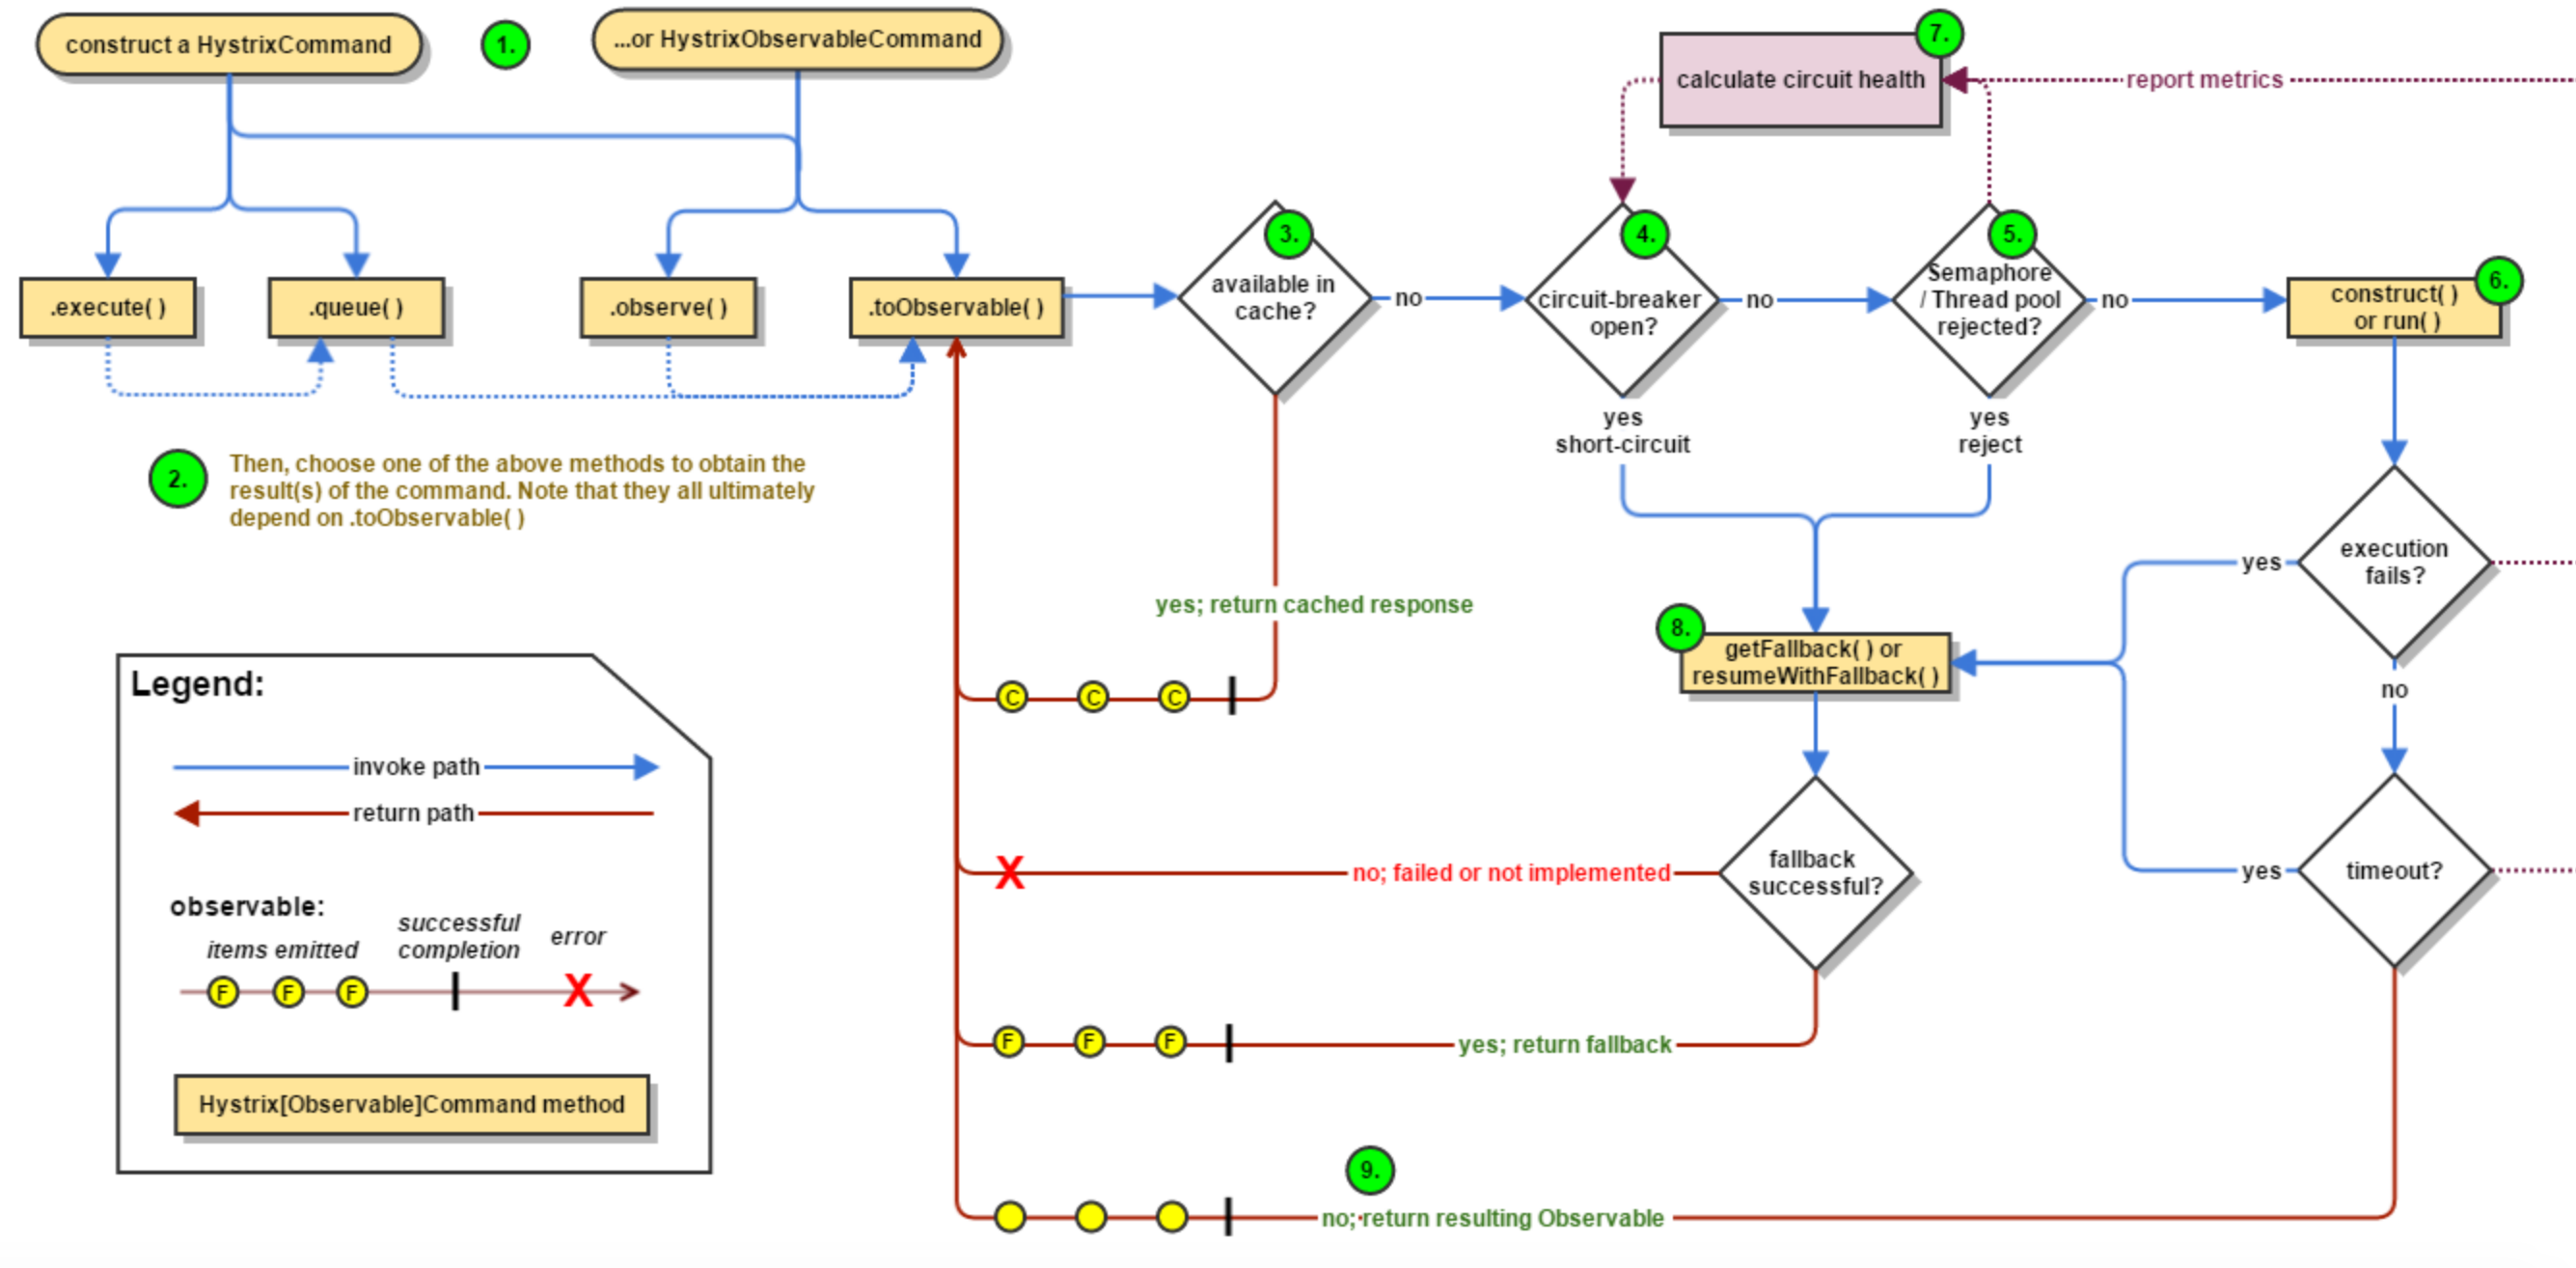 construct a HystrixCommand
1.
...or HystrixObservableCommand
7.
calculate circuit health
report metrics
.execute( )
.queue( )
.observe( )
.toObservable( )
3.
available in
cache?
no
4.
circuit-breaker
open?
no
5.
Semaphore
/ Thread pool
rejected?
no
6.
construct( )
or run( )
yes
short-circuit
yes
reject
2.
Then, choose one of the above methods to obtain the
result(s) of the command. Note that they all ultimately
depend on .toObservable( )
yes; return cached response
C
C
C
execution
fails?
yes
no
8.
getFallback( ) or
resumeWithFallback( )
timeout?
yes
fallback
successful?
no; failed or not implemented
X
yes; return fallback
F
F
F
9.
no; return resulting Observable
Legend:
invoke path
return path
observable:
items emitted
successful
completion
error
F
F
F
X
Hystrix[Observable]Command method